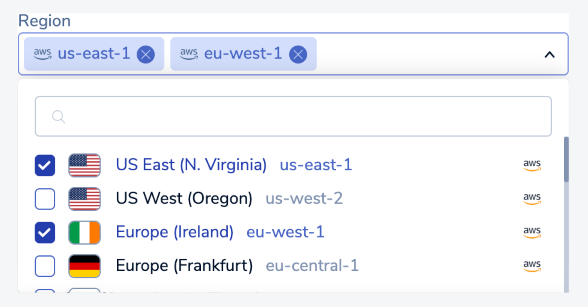 Region
aws us-east-1 aws eu-west-1
US East (N. Virginia) us-east-1 aws
US West (Oregon) us-west-2 aws
Europe (Ireland) eu-west-1 aws
Europe (Frankfurt) eu-central-1 aws